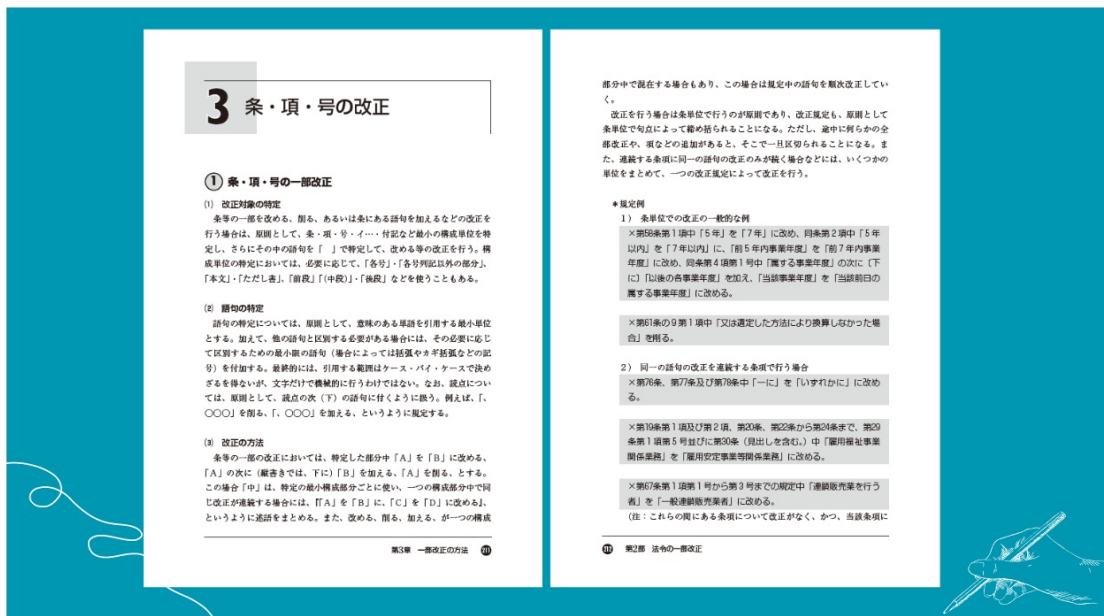 3 条・項・号の改正
① 条・項・号の一部改正
⑴ 改正対象の特定
条等の一部を改める、削る、あるいは条にある語句を加えるなどの改正を
行う場合は、原則として、条・項・号・イ…・付記など最小の構成単位を特
定し、さらにその中の語句を「 」で特定して、改める等の改正を行う。構
成単位の特定においては、必要に応じて、「各号」・「各号列記以外の部分」、
「本文」・「ただし書」、「前段」「(中段)」・「後段」などを使うこともある。
⑵ 語句の特定
語句の特定については、原則として、意味のある単語を引用する最小単位
とする。加えて、他の語句と区別する必要がある場合には、その必要に応じ
て区別するための最小限の語句（場合によっては括弧やカギ括弧などの記
号）を付加する。最終的には、引用する範囲はケース・バイ・ケースで決め
ざるを得ないが、文字だけで機械的に行うわけではない。なお、読点につい
ては、原則として、読点の次（下）の語句に付くように扱う。例えば、「、
○○○」を削る、「、○○○」を加える、というように規定する。
⑶ 改正の方法
条等の一部の改正においては、特定した部分中「A」を「B」に改める、
「A」の次に（縦書きでは、下に）「B」を加える、「A」を削る、とする。
この場合「中」は、特定の最小構成部分ごとに使い、一つの構成部分中で同
じ改正が連続する場合には、『「A」を「B」に、「C」を「D」に改める』、
というように述語をまとめる。また、改める、削る、加える、が一つの構成
第3章 一部改正の方法
部分中で混在する場合もあり、この場合は規定中の語句を順次改正してい
く。
改正を行う場合は条単位で行うのが原則であり、改正規定も、原則として
条単位で句点によって締め括られることになる。ただし、途中に何らかの全
部改正や、項などの追加があると、そこで一旦区切られることになる。ま
た、連続する条項に同一の語句の改正のみが続く場合などには、いくつかの
単位をまとめて、一つの改正規定によって改正を行う。
＊規定例
1） 条単位での改正の一般的な例
×第58条第1項中「5年」を「7年」に改め、同条第2項中「5年
以内」を「7年以内」に、「前5年内事業年度」を「前7年内事業
年度」に改め、同条第4項第1号中「属する事業年度」の次に〔下
に〕「以後の各事業年度」を加え、「当該事業年度」を「当該前日の
属する事業年度」に改める。
×第61条の9第1項中「又は選定した方法により換算しなかった場
合」を削る。
2） 同一の語句の改正を連続する条項で行う場合
×第76条、第77条及び第78条中「一に」を「いずれかに」に改め
る。
×第19条第1項及び第2項、第20条、第22条から第24条まで、第29
条第1項第5号並びに第30条（見出しを含む。）中「雇用福祉事業
関係業務」を「雇用安定事業等関係業務」に改める。
×第67条第1項第1号から第3号までの規定中「連鎖販売業を行う
者」を「一般連鎖販売業者」に改める。
（注：これらの間にある条項について改正がなく、かつ、当該条項に
第2部 法令の一部改正